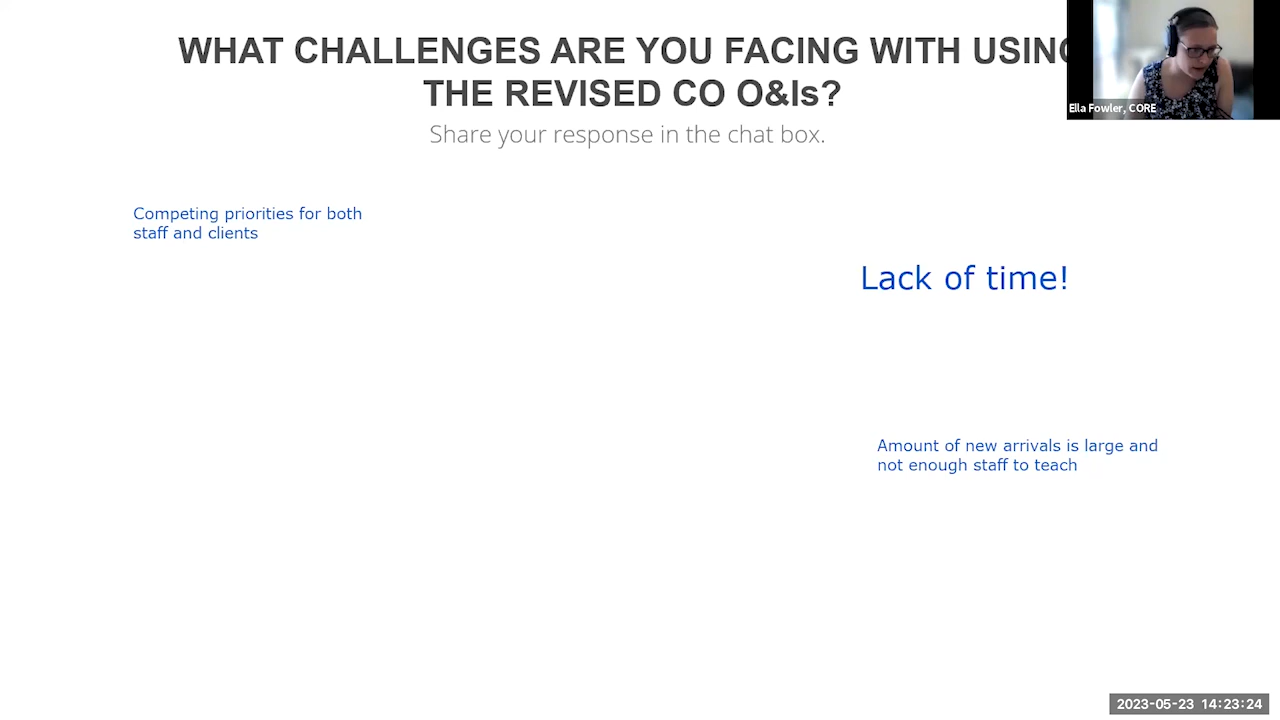 WHAT CHALLENGES ARE YOU FACING WITH USING
THE REVISED CO O&Is?
Share your response in the chat box.
Ella Fowler, CORE
Competing priorities for both
staff and clients
Lack of time!
Amount of new arrivals is large and
not enough staff to teach
2023-05-23 14:23:24